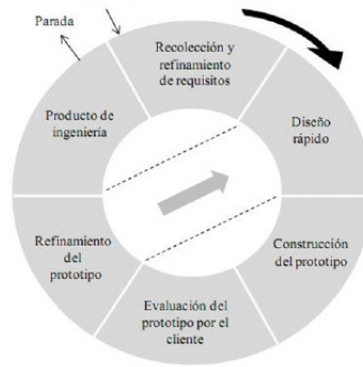 Parada
Recolección y
refinamiento
de requisitos
Diseño
rápido
Construcción
del prototipo
Evaluación del
prototipo por el
cliente
Refinamiento
del
prototipo
Producto de
ingeniería